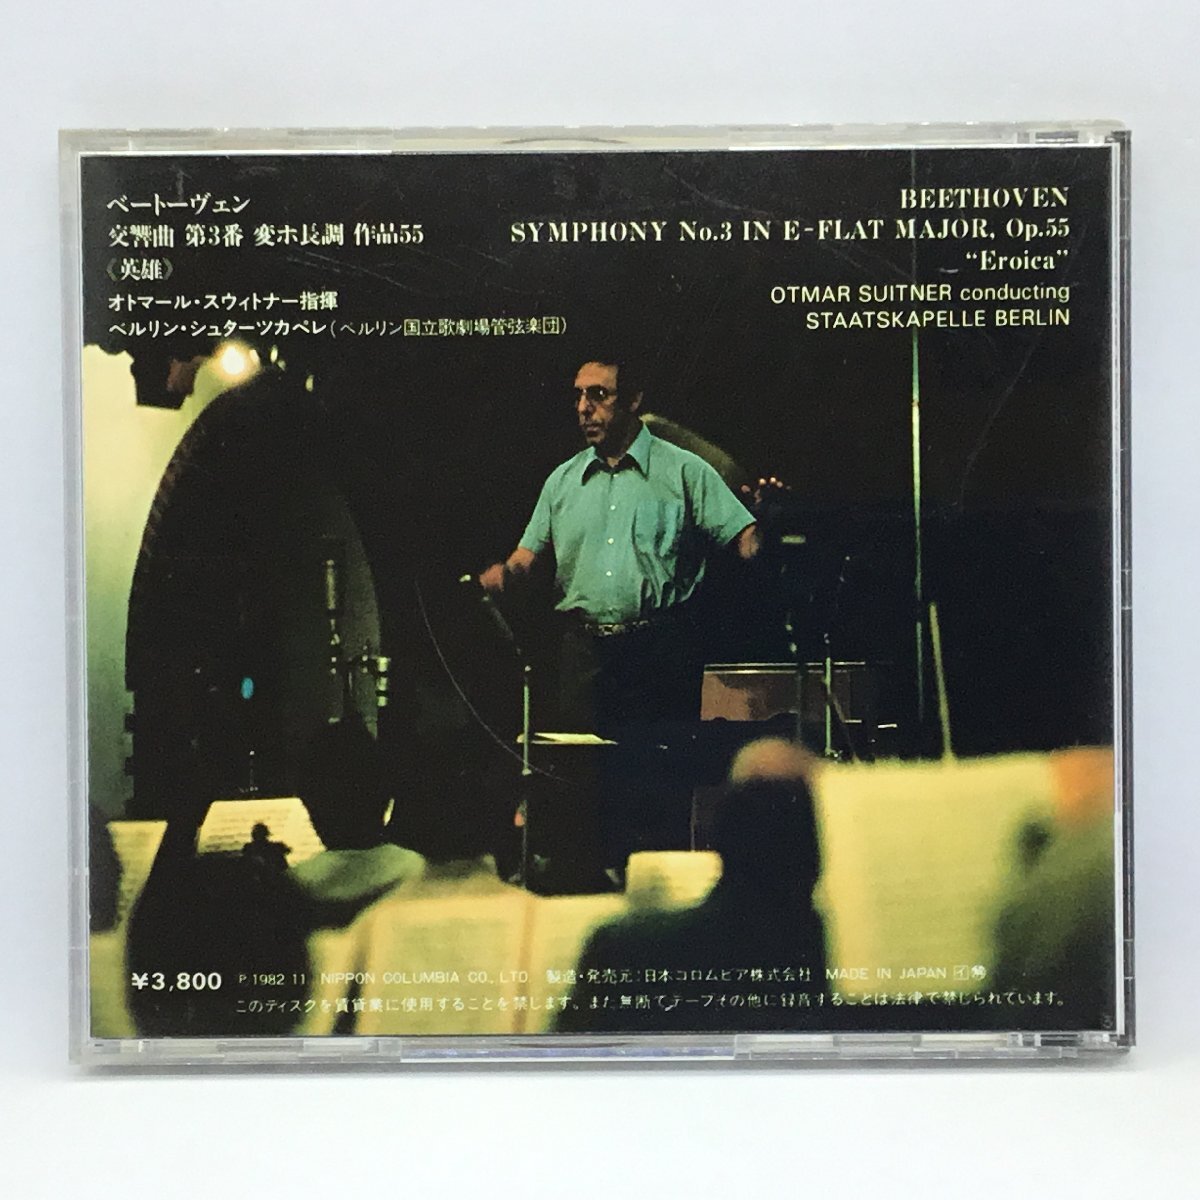 ベートーヴェン
交響曲 第3番 変ホ長調 作品55
《英雄》
オトマール・スウィトナー指揮
ベルリン・シュターツカペレ(ベルリン国立歌劇場管弦楽団)
BEETHOVEN
SYMPHONY No.3 IN E-FLAT MAJOR, Op.55
"Eroica"
OTMAR SUITNER conducting
STAATSKAPELLE BERLIN
¥3,800 P.1982.11 NIPPON COLUMBIA CO., LTD. 製造・発売元:日本コロムビア株式会社 MADE IN JAPAN
このディスクを賃貸業に使用することを禁じます。また無断でテープその他に録音することは法律で禁じられています。